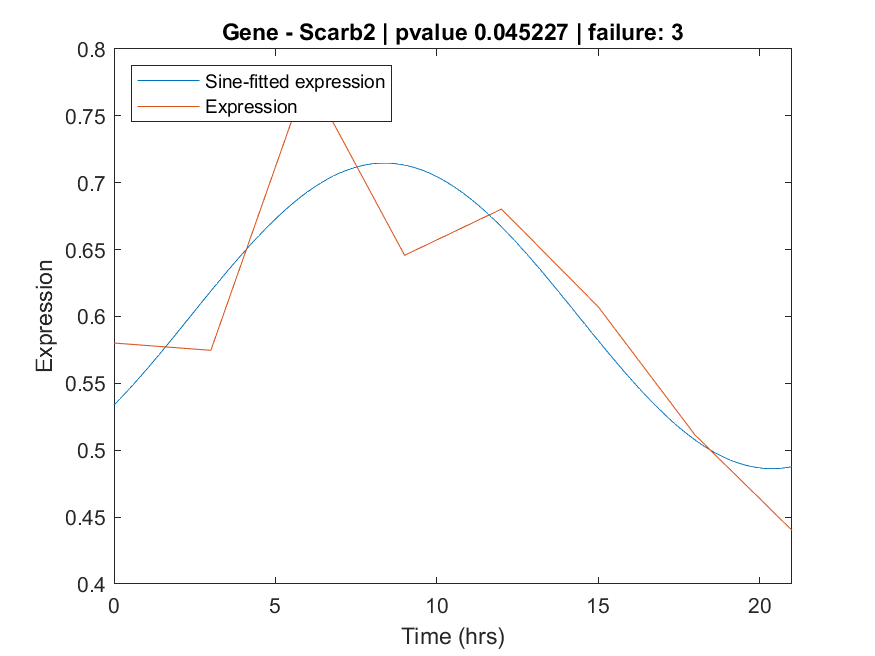 Gene - Scarb2 | pvalue 0.045227 | failure: 3
Sine-fitted expression
Expression
0.8
0.75
0.7
0.65
0.6
0.55
0.5
0.45
0.4
Expression
0 5 10 15 20
Time (hrs)